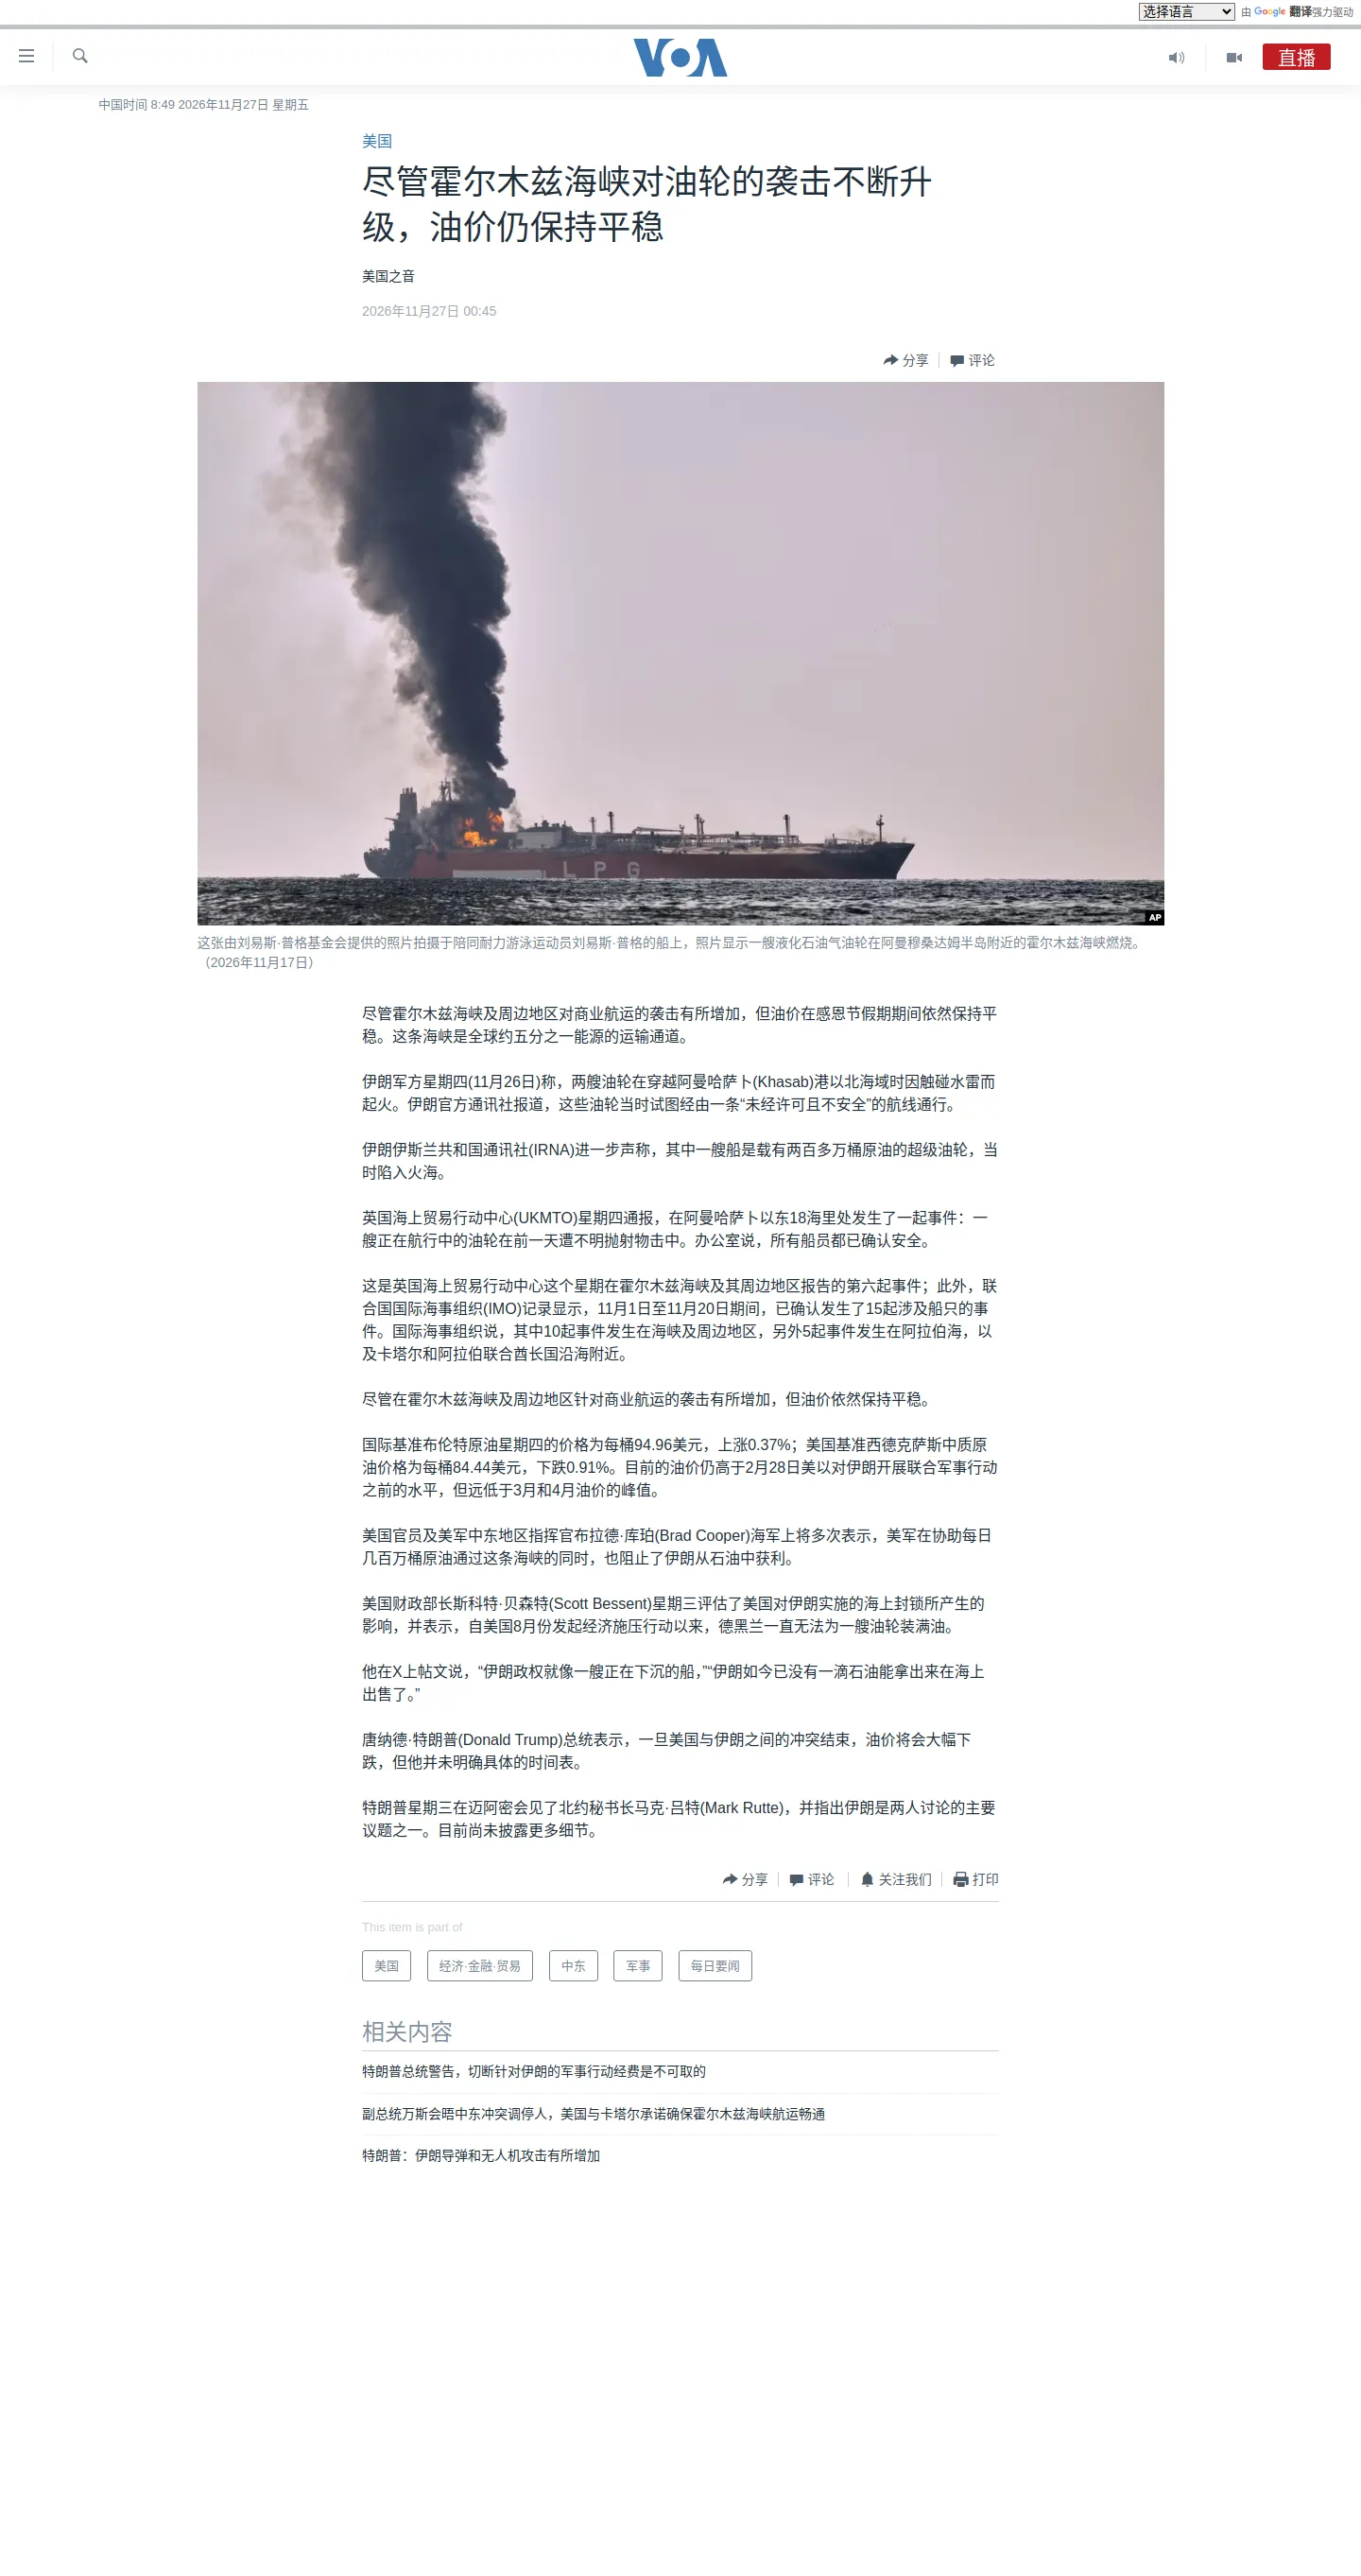 选择语言 由 Google 翻译强力驱动
VOA
直播
中国时间 8:49 2026年11月27日 星期五
美国
尽管霍尔木兹海峡对油轮的袭击不断升
级，油价仍保持平稳
美国之音
2026年11月27日 00:45
分享 评论
LPG
AP
这张由刘易斯·普格基金会提供的照片拍摄于陪同耐力游泳运动员刘易斯·普格的船上，照片显示一艘液化石油气油轮在阿曼穆桑达姆半岛附近的霍尔木兹海峡燃烧。
（2026年11月17日）
尽管霍尔木兹海峡及周边地区对商业航运的袭击有所增加，但油价在感恩节假期期间依然保持平
稳。这条海峡是全球约五分之一能源的运输通道。
伊朗军方星期四(11月26日)称，两艘油轮在穿越阿曼哈萨卜(Khasab)港以北海域时因触碰水雷而
起火。伊朗官方通讯社报道，这些油轮当时试图经由一条“未经许可且不安全”的航线通行。
伊朗伊斯兰共和国通讯社(IRNA)进一步声称，其中一艘船是载有两百多万桶原油的超级油轮，当
时陷入火海。
英国海上贸易行动中心(UKMTO)星期四通报，在阿曼哈萨卜以东18海里处发生了一起事件：一
艘正在航行中的油轮在前一天遭不明抛射物击中。办公室说，所有船员都已确认安全。
这是英国海上贸易行动中心这个星期在霍尔木兹海峡及其周边地区报告的第六起事件；此外，联
合国国际海事组织(IMO)记录显示，11月1日至11月20日期间，已确认发生了15起涉及船只的事
件。国际海事组织说，其中10起事件发生在海峡及周边地区，另外5起事件发生在阿拉伯海，以
及卡塔尔和阿拉伯联合酋长国沿海附近。
尽管在霍尔木兹海峡及周边地区针对商业航运的袭击有所增加，但油价依然保持平稳。
国际基准布伦特原油星期四的价格为每桶94.96美元，上涨0.37%；美国基准西德克萨斯中质原
油价格为每桶84.44美元，下跌0.91%。目前的油价仍高于2月28日美以对伊朗开展联合军事行动
之前的水平，但远低于3月和4月油价的峰值。
美国官员及美军中东地区指挥官布拉德·库珀(Brad Cooper)海军上将多次表示，美军在协助每日
几百万桶原油通过这条海峡的同时，也阻止了伊朗从石油中获利。
美国财政部长斯科特·贝森特(Scott Bessent)星期三评估了美国对伊朗实施的海上封锁所产生的
影响，并表示，自美国8月份发起经济施压行动以来，德黑兰一直无法为一艘油轮装满油。
他在X上帖文说，“伊朗政权就像一艘正在下沉的船，”“伊朗如今已没有一滴石油能拿出来在海上
出售了。”
唐纳德·特朗普(Donald Trump)总统表示，一旦美国与伊朗之间的冲突结束，油价将会大幅下
跌，但他并未明确具体的时间表。
特朗普星期三在迈阿密会见了北约秘书长马克·吕特(Mark Rutte)，并指出伊朗是两人讨论的主要
议题之一。目前尚未披露更多细节。
分享 评论 关注我们 打印
This item is part of
美国 经济·金融·贸易 中东 军事 每日要闻
相关内容
特朗普总统警告，切断针对伊朗的军事行动经费是不可取的
副总统万斯会晤中东冲突调停人，美国与卡塔尔承诺确保霍尔木兹海峡航运畅通
特朗普：伊朗导弹和无人机攻击有所增加